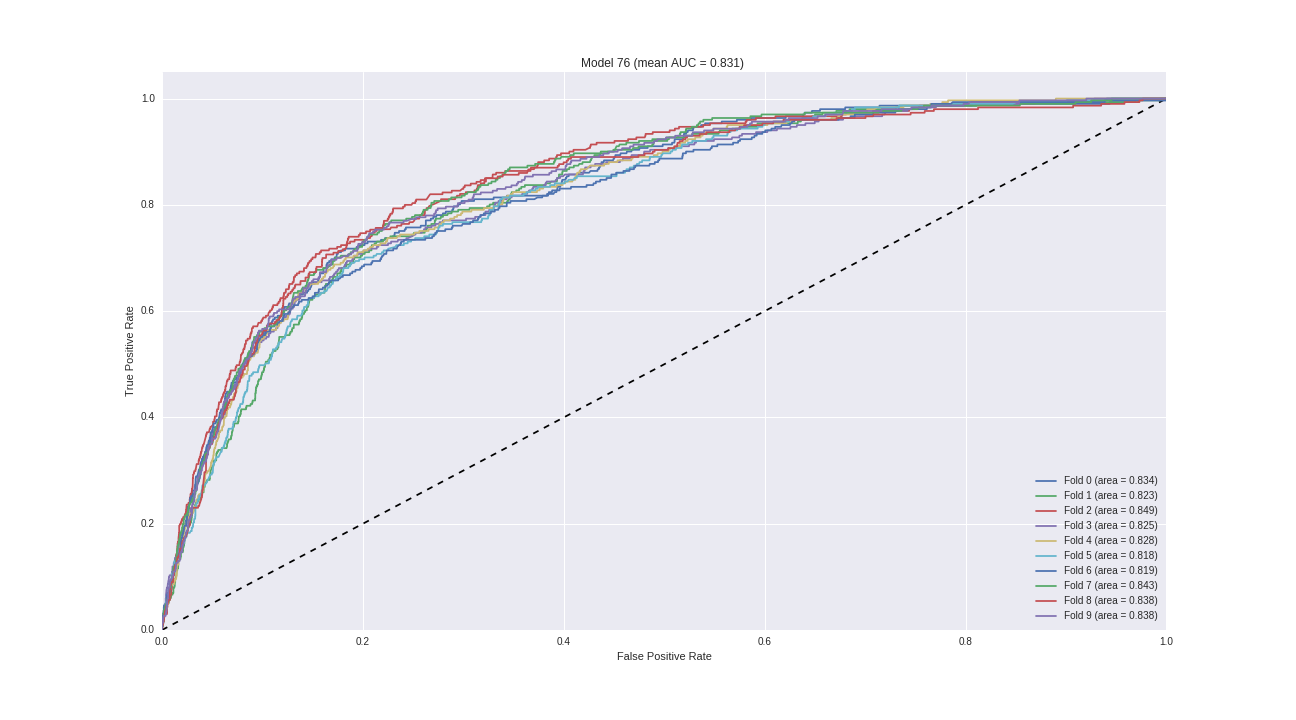 Model 76 (mean AUC = 0.831)
True Positive Rate
1.0
0.8
0.6
0.4
0.2
0.0
Fold 0 (area = 0.834)
Fold 1 (area = 0.823)
Fold 2 (area = 0.849)
Fold 3 (area = 0.825)
Fold 4 (area = 0.828)
Fold 5 (area = 0.818)
Fold 6 (area = 0.819)
Fold 7 (area = 0.843)
Fold 8 (area = 0.838)
Fold 9 (area = 0.838)
0.0 0.2 0.4 0.6 0.8 1.0
False Positive Rate